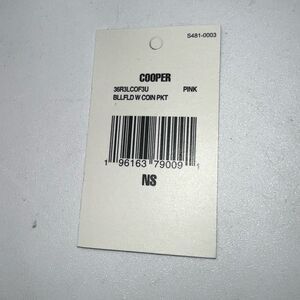 S481-0003
COOPER
36R3LCOF3U PINK
BLLFLD W COIN PKT
1 96163 79009 1
NS